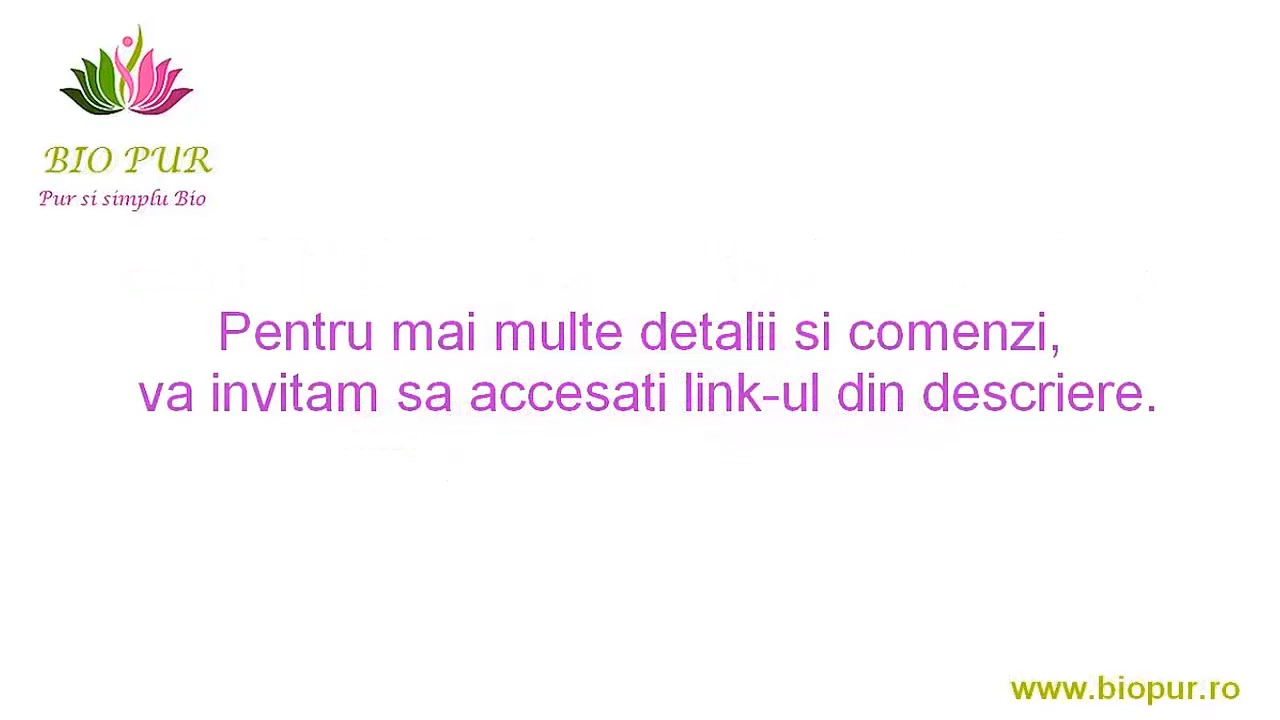 BIO PUR
Pur si simplu Bio
Pentru mai multe detalii si comenzi,
va invitam sa accesati link-ul din descriere.
www.biopur.ro